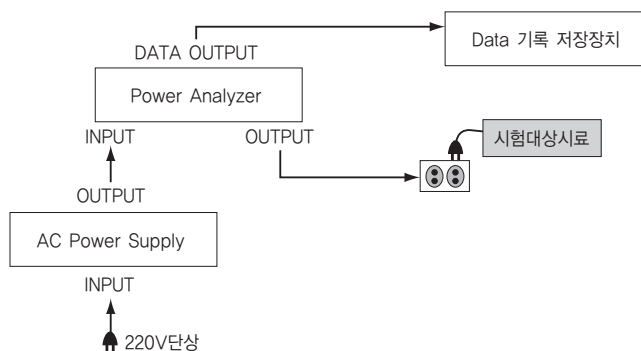 Data 기록 저장장치
DATA OUTPUT
Power Analyzer
INPUT
OUTPUT
시험대상시료
OUTPUT
AC Power Supply
INPUT
220V단상